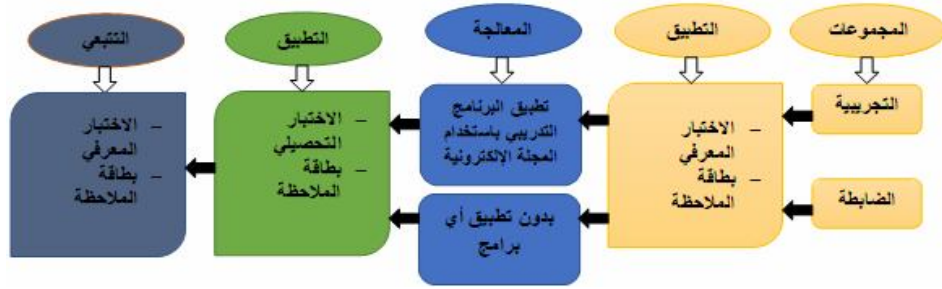 المجموعات
التطبيق
المعالجة
التطبيق
التتبعي
التجريبية
الضابطة
– الاختبار
المعرفي
– بطاقة
الملاحظة
تطبيق البرنامج
التدريبي باستخدام
المجلة الإلكترونية
بدون تطبيق أي
برامج
– الاختبار
التحصيلي
– بطاقة
الملاحظة
– الاختبار
المعرفي
– بطاقة
الملاحظة